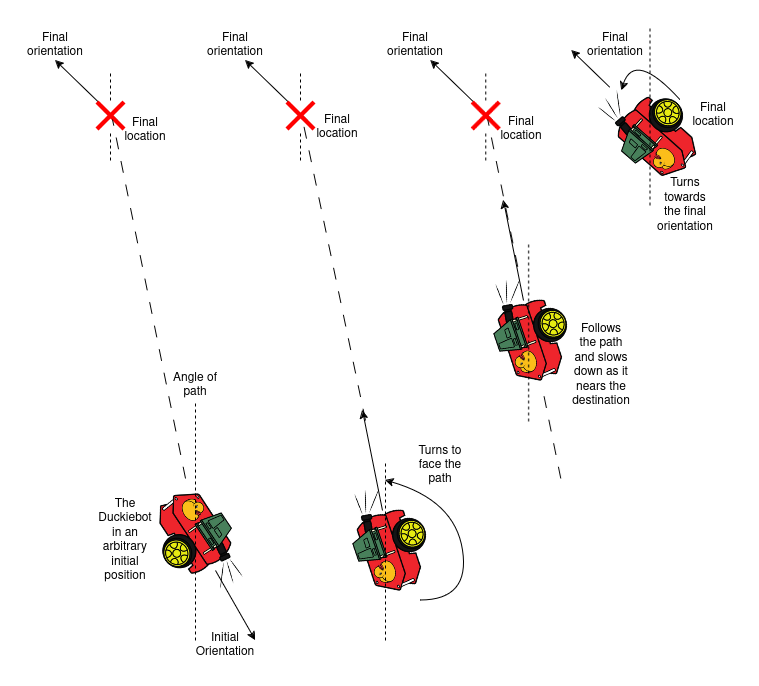 Final
orientation
Final
location
Angle of
path
The
Duckiebot
in an
arbitrary
initial
position
Initial
Orientation
Final
orientation
Final
location
Turns to
face the
path
Final
orientation
Final
location
Follows
the path
and slows
down as it
nears the
destination
Final
orientation
Final
location
Turns
towards
the final
orientation